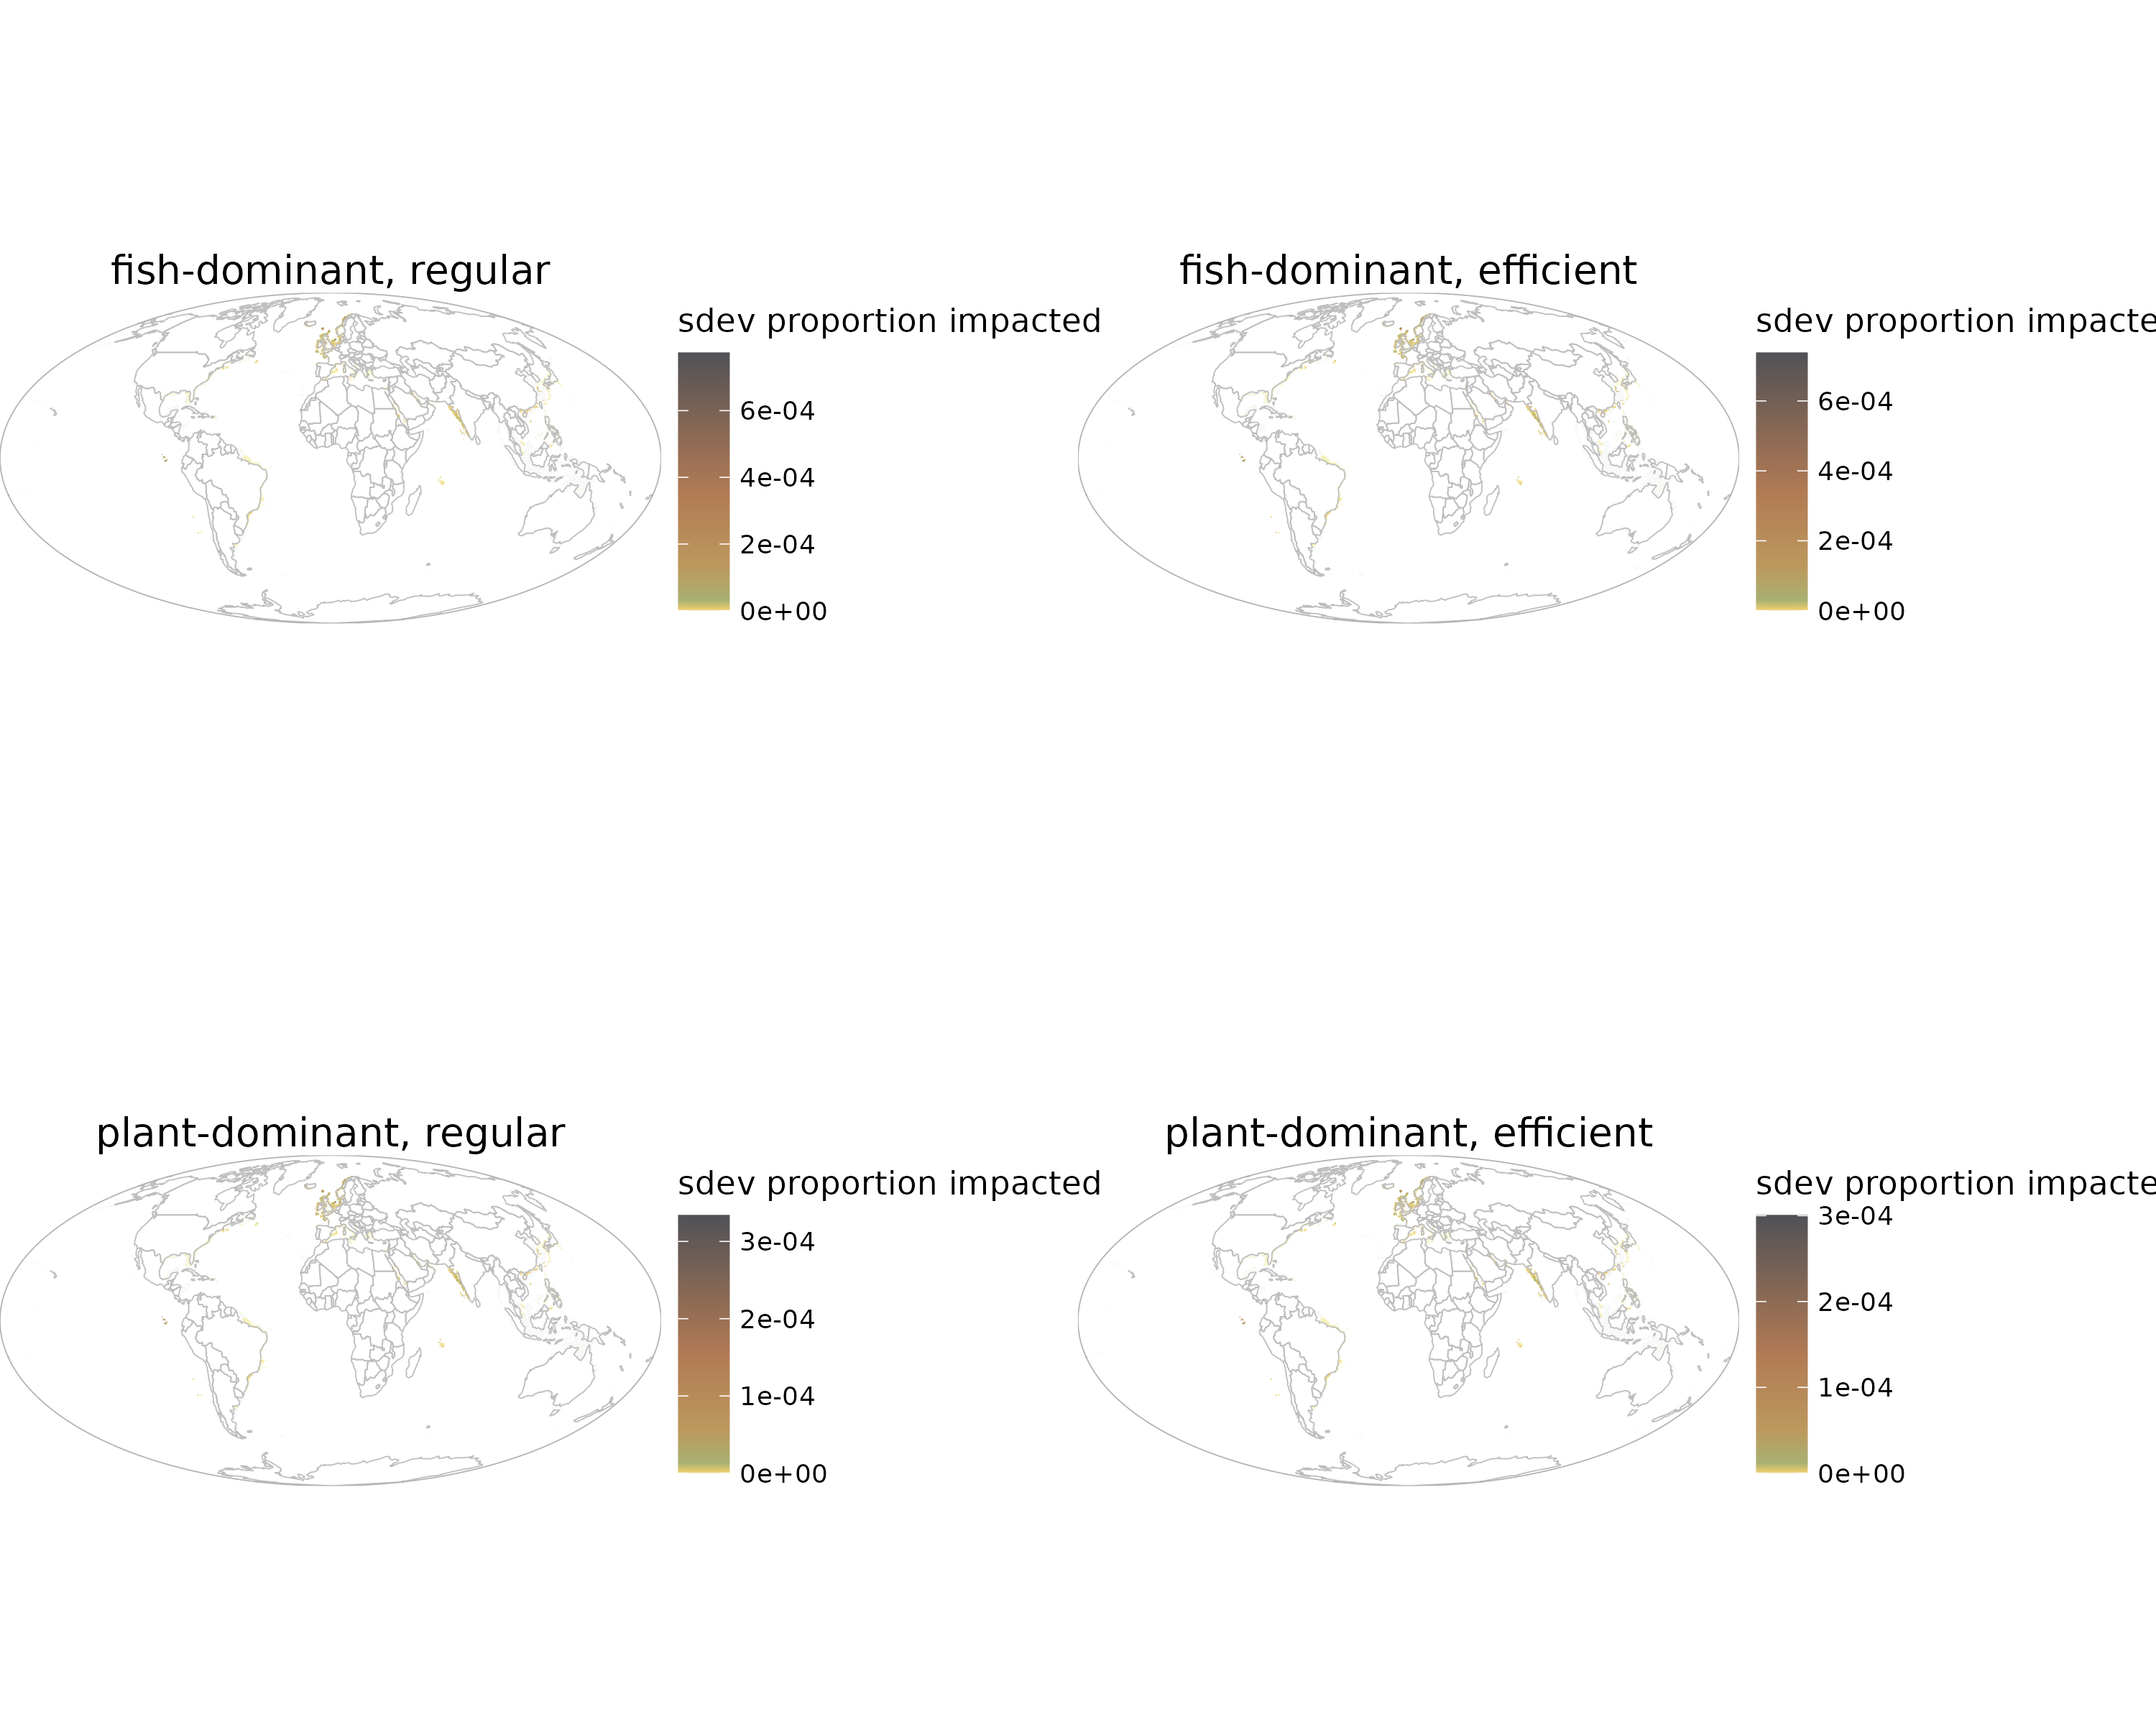 fish-dominant, regular
sdev proportion impacted
6e-04
4e-04
2e-04
0e+00
fish-dominant, efficient
sdev proportion impacte
6e-04
4e-04
2e-04
0e+00
plant-dominant, regular
sdev proportion impacted
3e-04
2e-04
1e-04
0e+00
plant-dominant, efficient
sdev proportion impacte
3e-04
2e-04
1e-04
0e+00